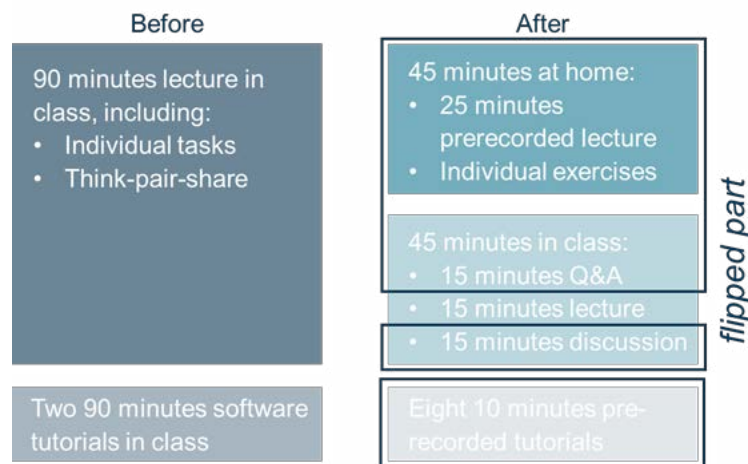 Before
90 minutes lecture in
class, including:
• Individual tasks
• Think-pair-share
Two 90 minutes software
tutorials in class
After
45 minutes at home:
• 25 minutes
prerecorded lecture
• Individual exercises
45 minutes in class:
• 15 minutes Q&A
• 15 minutes lecture
• 15 minutes discussion
Eight 10 minutes pre-
recorded tutorials
flipped part